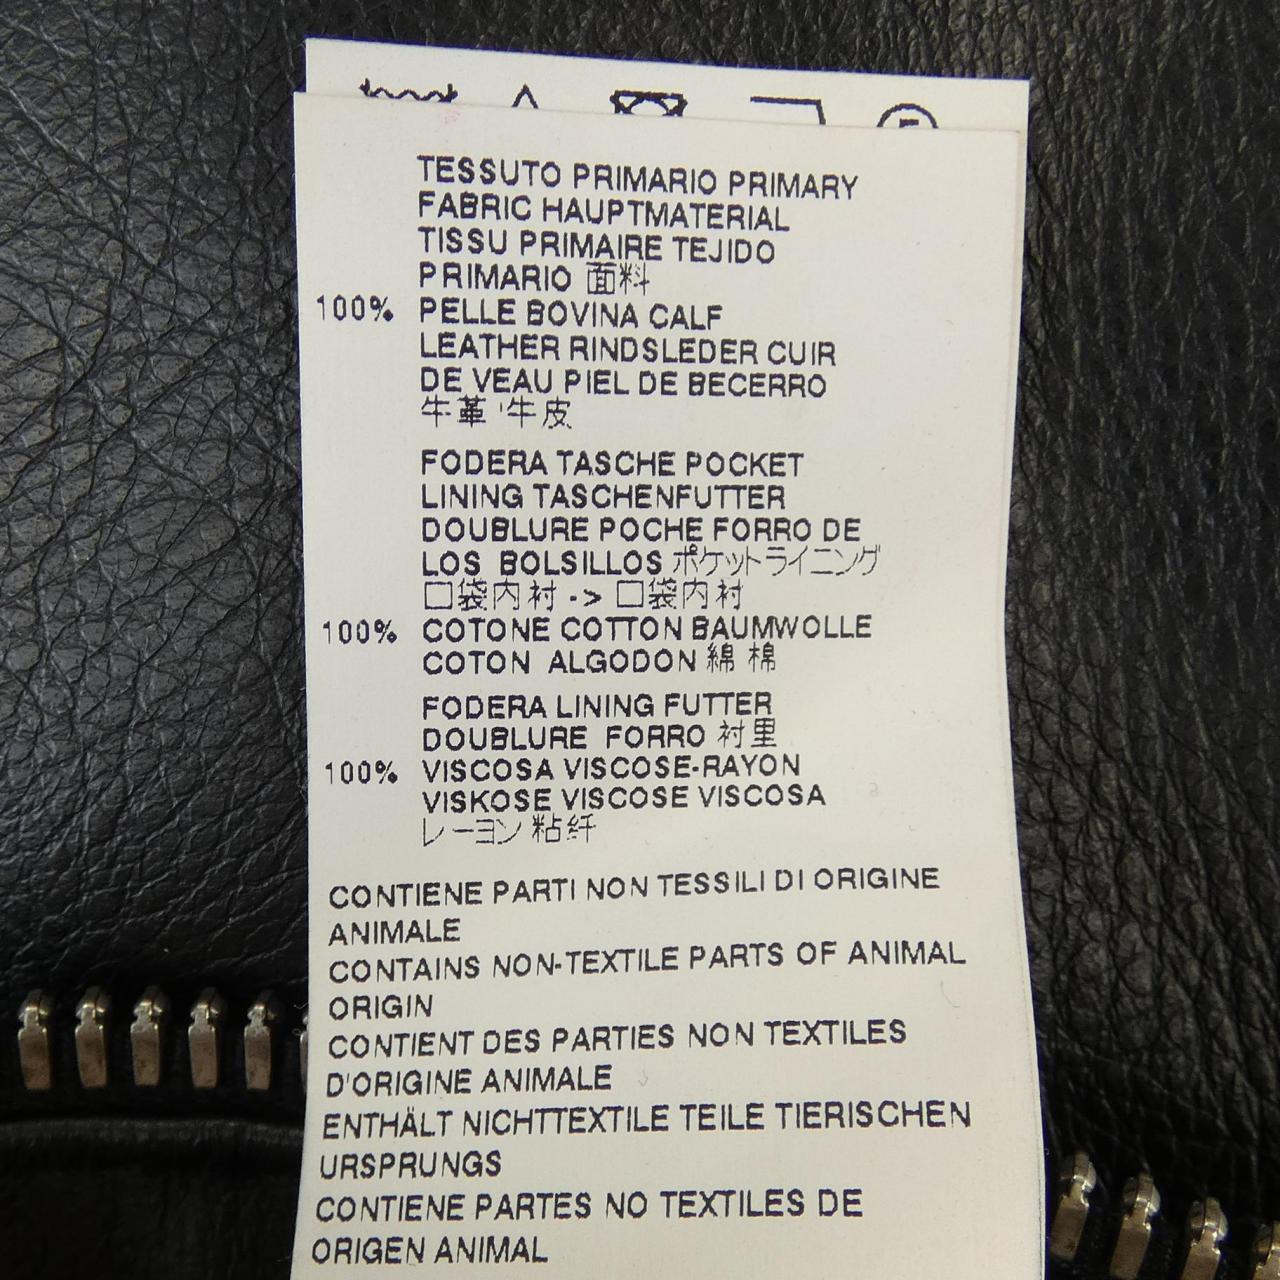 TESSUTO PRIMARIO PRIMARY
FABRIC HAUPTMATERIAL
TISSU PRIMAIRE TEJIDO
PRIMARIO 面料
100% PELLE BOVINA CALF
LEATHER RINDSLEDER CUIR
DE VEAU PIEL DE BECERRO
牛革 '牛皮
FODERA TASCHE POCKET
LINING TASCHENFUTTER
DOUBLURE POCHE FORRO DE
LOS BOLSILLOS ポケットライニング
口袋内衬 -> 口袋内衬
100% COTONE COTTON BAUMWOLLE
COTON ALGODON 綿 棉
FODERA LINING FUTTER
DOUBLURE FORRO 衬里
100% VISCOSA VISCOSE-RAYON
VISKOSE VISCOSE VISCOSA
レーヨン 粘纤
CONTIENE PARTI NON TESSILI DI ORIGINE
ANIMALE
CONTAINS NON-TEXTILE PARTS OF ANIMAL
ORIGIN
CONTIENT DES PARTIES NON TEXTILES
D'ORIGINE ANIMALE
ENTHÄLT NICHTTEXTILE TEILE TIERISCHEN
URSPRUNGS
CONTIENE PARTES NO TEXTILES DE
ORIGEN ANIMAL